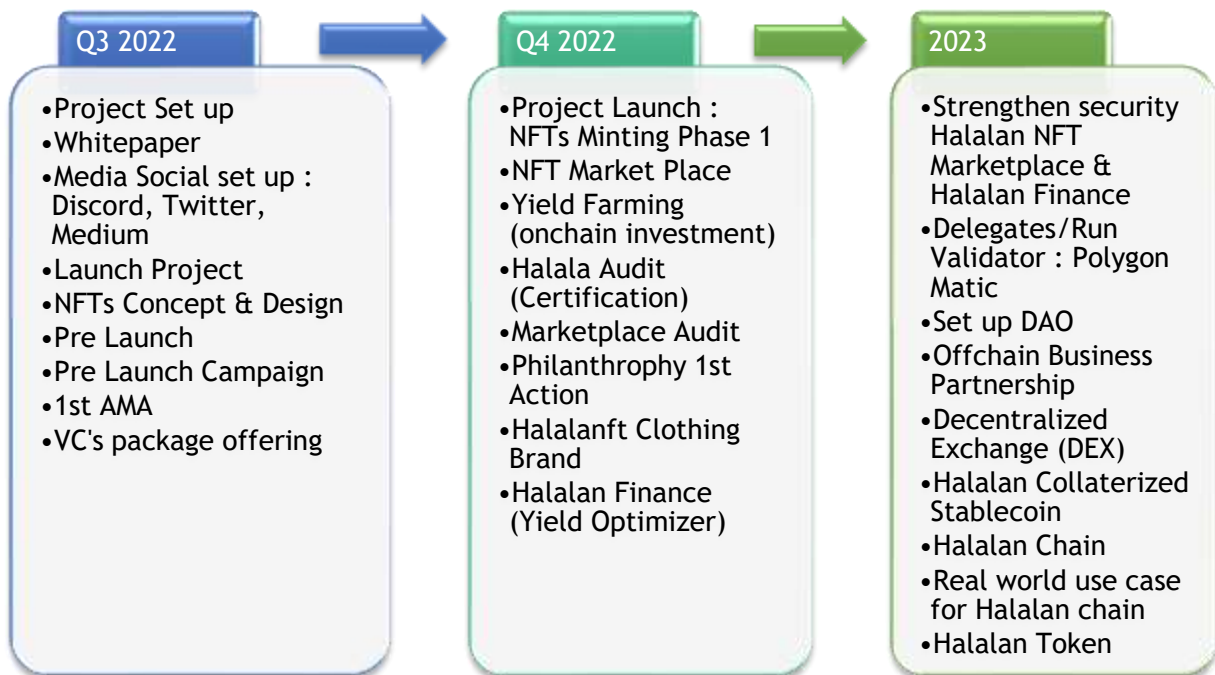 Q3 2022
•Project Set up
•Whitepaper
•Media Social set up :
Discord, Twitter,
Medium
•Launch Project
•NFTs Concept & Design
•Pre Launch
•Pre Launch Campaign
•1st AMA
•VC's package offering
Q4 2022
•Project Launch :
NFTs Minting Phase 1
•NFT Market Place
•Yield Farming
(onchain investment)
•Halala Audit
(Certification)
•Marketplace Audit
•Philanthrophy 1st
Action
•Halalanft Clothing
Brand
•Halalan Finance
(Yield Optimizer)
2023
•Strengthen security
Halalan NFT
Marketplace &
Halalan Finance
•Delegates/Run
Validator : Polygon
Matic
•Set up DAO
•Offchain Business
Partnership
•Decentralized
Exchange (DEX)
•Halalan Collaterized
Stablecoin
•Halalan Chain
•Real world use case
for Halalan chain
•Halalan Token